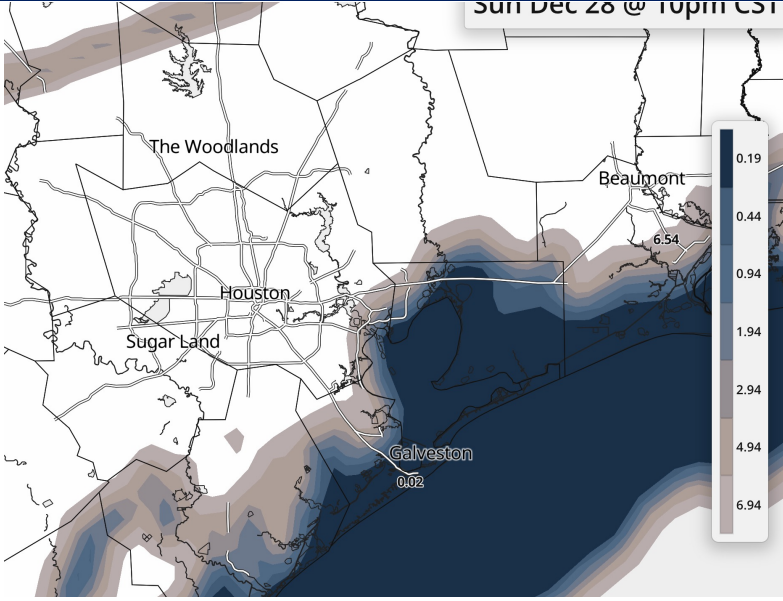 Sun Dec 28 @ 10pm CST
The Woodlands
Beaumont
0.19
0.44
6.54
0.94
Houston
1.94
Sugar Land
2.94
4.94
Galveston
0.02
6.94